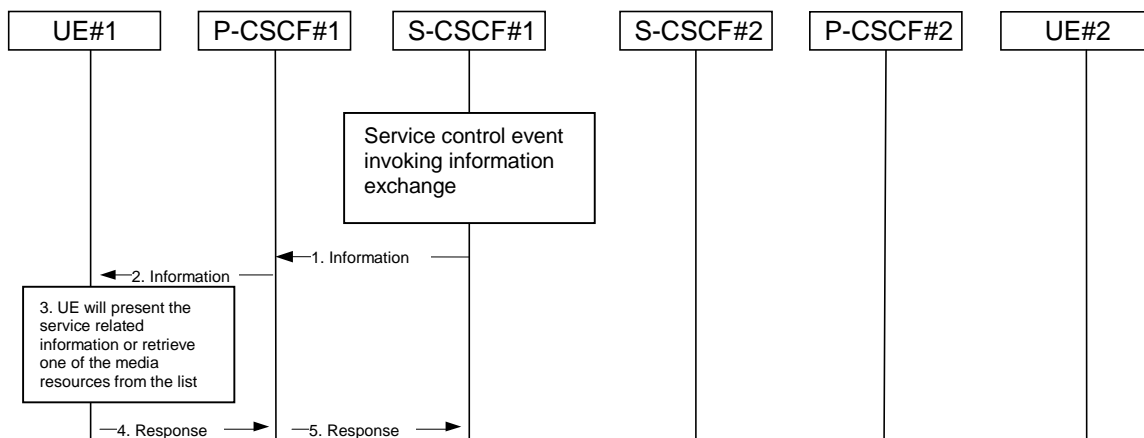 UE#1
P-CSCF#1
S-CSCF#1
S-CSCF#2
P-CSCF#2
UE#2
Service control event
invoking information
exchange
1. Information
2. Information
3. UE will present the
service related
information or retrieve
one of the media
resources from the list
4. Response
5. Response